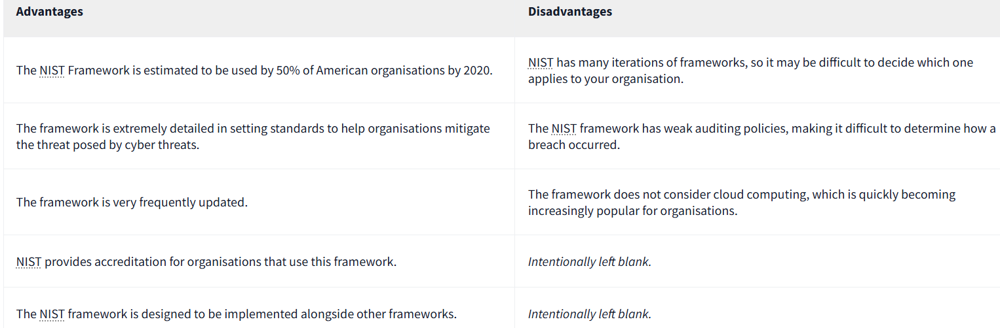 Advantages
Disadvantages
The NIST Framework is estimated to be used by 50% of American organisations by 2020.
NIST has many iterations of frameworks, so it may be difficult to decide which one
applies to your organisation.
The framework is extremely detailed in setting standards to help organisations mitigate
the threat posed by cyber threats.
The NIST framework has weak auditing policies, making it difficult to determine how a
breach occurred.
The framework is very frequently updated.
The framework does not consider cloud computing, which is quickly becoming
increasingly popular for organisations.
NIST provides accreditation for organisations that use this framework.
Intentionally left blank.
The NIST framework is designed to be implemented alongside other frameworks.
Intentionally left blank.